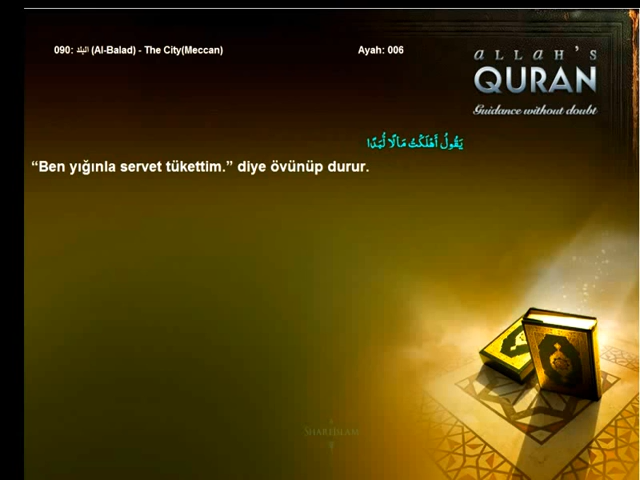 090: البلد (Al-Balad) - The City(Meccan) Ayah: 006
ALLAH'S
QURAN
Guidance without doubt
يَقُولُ أَهْلَكْتُ مَالًا لُّبَدًا
“Ben yığınla servet tükettim.” diye övünüp durur.
SHAREISLAM